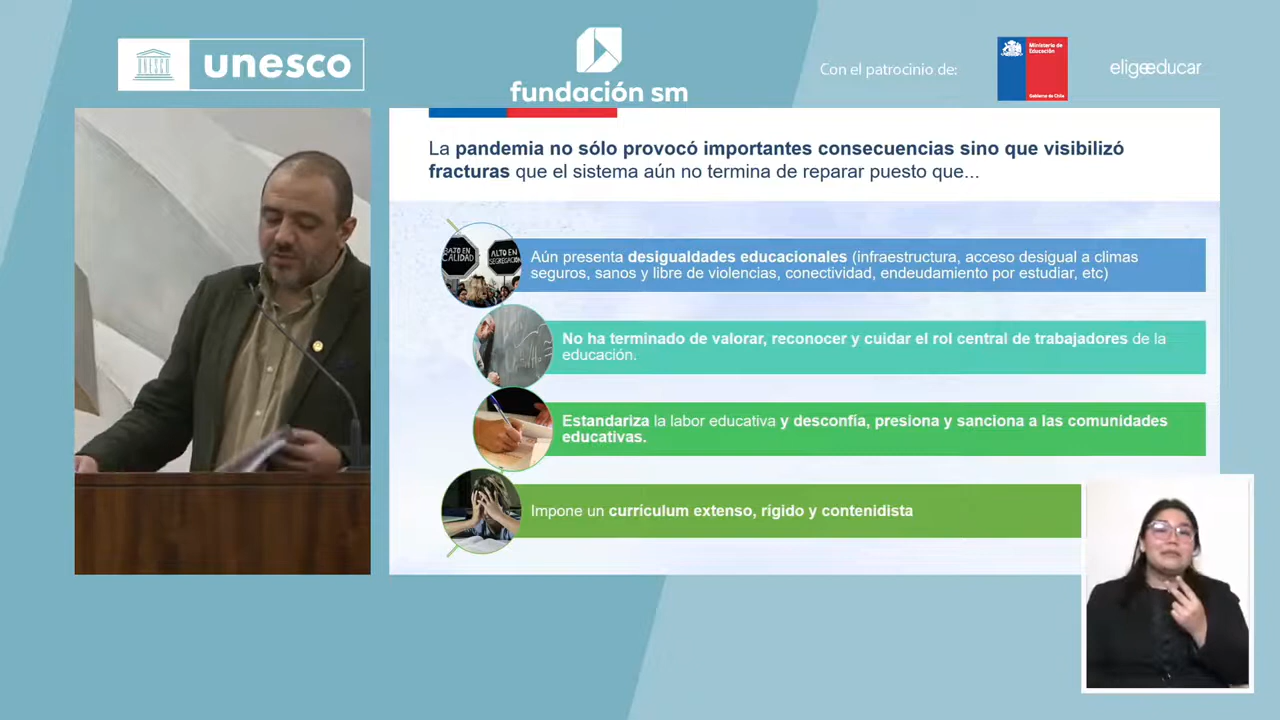 unesco
fundación sm
Con el patrocinio de:
Ministerio de
Educación
Gobierno de Chile
eligeeducar
La pandemia no sólo provocó importantes consecuencias sino que visibilizó
fracturas que el sistema aún no termina de reparar puesto que...
BAJO EN
CALIDAD
ALTO EN
SEGREGACIÓN
Aún presenta desigualdades educacionales (infraestructura, acceso desigual a climas
seguros, sanos y libre de violencias, conectividad, endeudamiento por estudiar, etc)
No ha terminado de valorar, reconocer y cuidar el rol central de trabajadores de la
educación.
Estandariza la labor educativa y desconfía, presiona y sanciona a las comunidades
educativas.
Impone un currículum extenso, rígido y contenidista